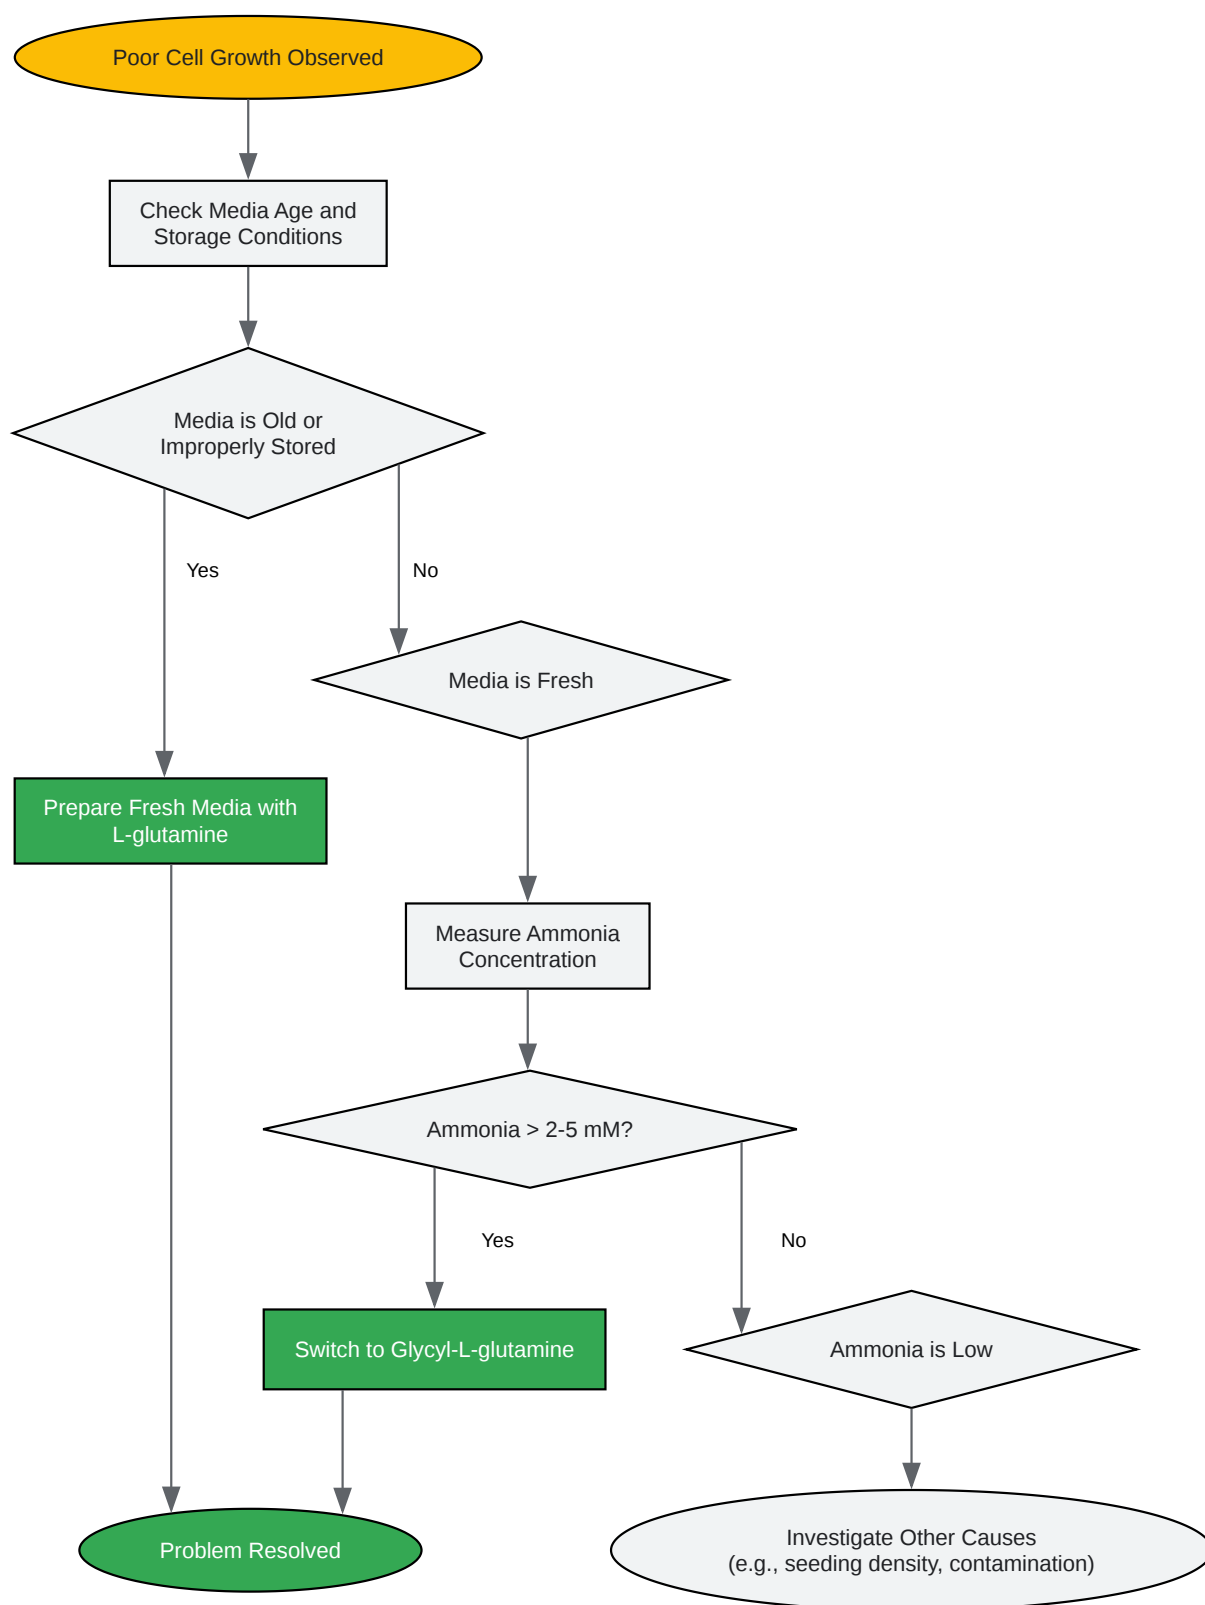 Poor Cell Growth Observed
Check Media Age and
Storage Conditions
Media is Old or
Improperly Stored
Yes
No
Media is Fresh
Prepare Fresh Media with
L-glutamine
Measure Ammonia
Concentration
Ammonia > 2-5 mM?
Yes
No
Switch to Glycyl-L-glutamine
Ammonia is Low
Problem Resolved
Investigate Other Causes
(e.g., seeding density, contamination)